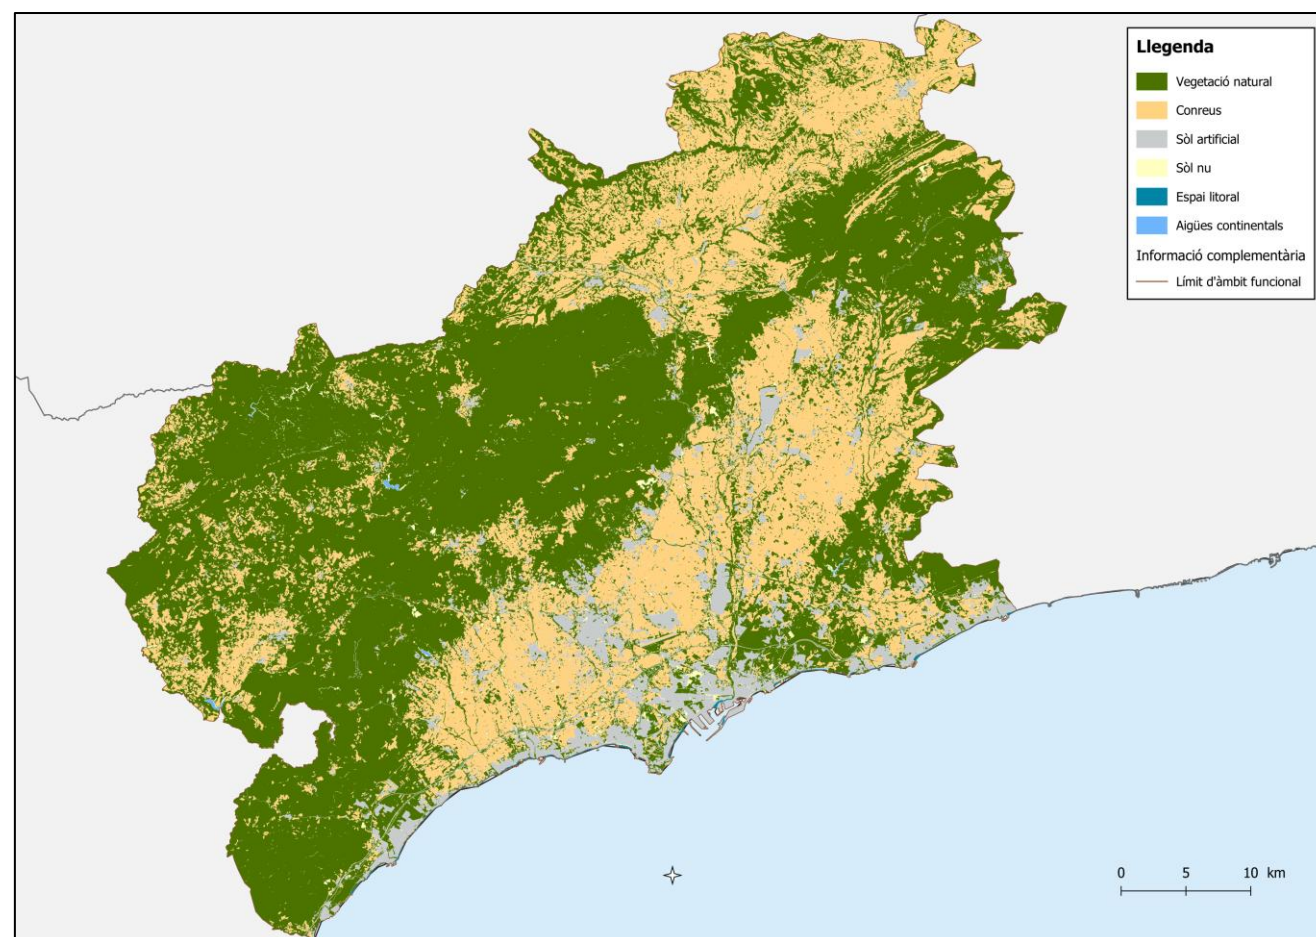 Llegenda
Vegetació natural
Conreus
Sòl artificial
Sòl nu
Espai litoral
Aigües continentals
Informació complementària
Límit d'àmbit funcional
0 5 10 km